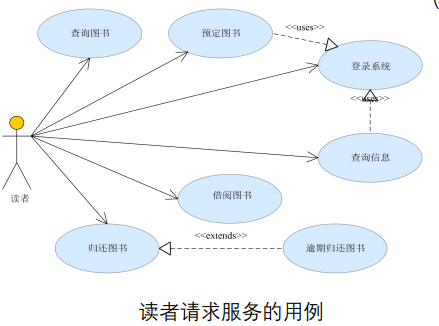 查询图书
预定图书
<<uses>>
登录系统
<<uses>>
查询信息
读者
借阅图书
归还图书
<<extends>>
逾期归还图书
读者请求服务的用例